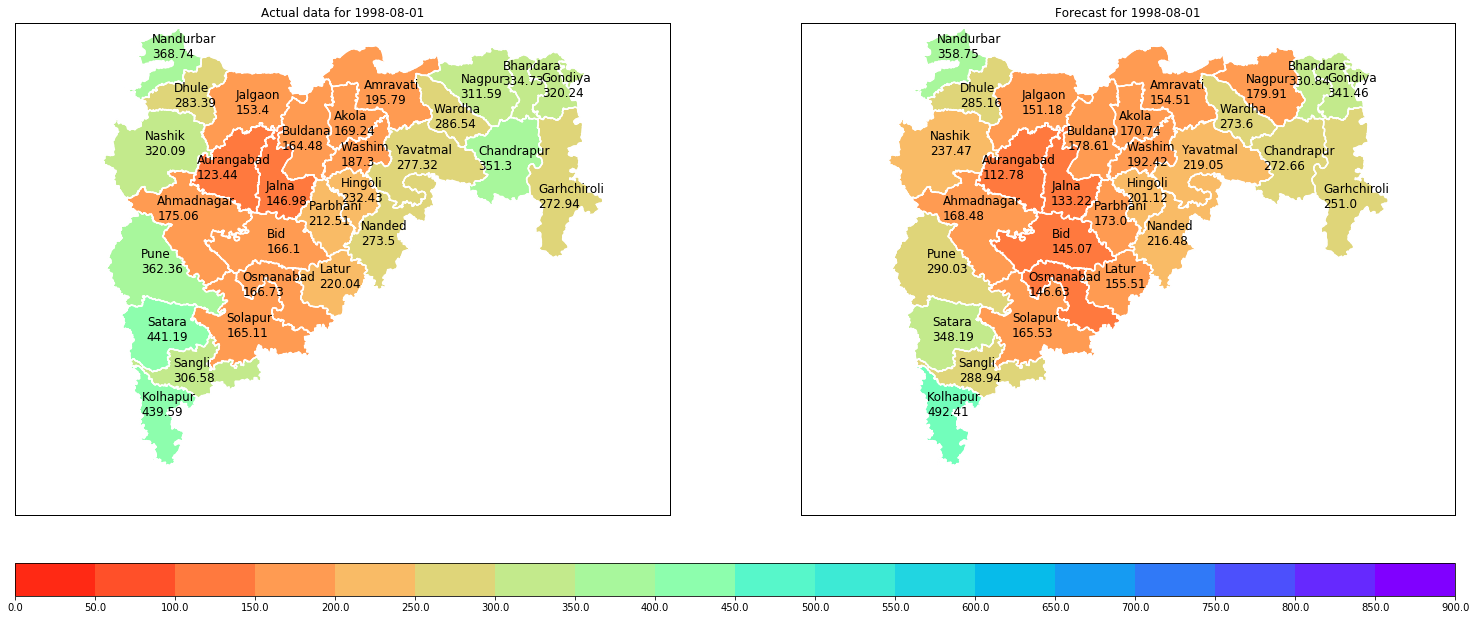 Actual data for 1998-08-01
Nandurbar
368.74
Dhule
283.39
Jalgaon
153.4
Amravati
195.79
Nagpur
311.59
Bhandara
334.73
Gondiya
320.24
Wardha
286.54
Nashik
320.09
Buldana
164.48
Akola
169.24
Washim
187.3
Yavatmal
277.32
Chandrapur
351.3
Aurangabad
123.44
Jalna
146.98
Hingoli
232.43
Garhchiroli
272.94
Ahmadnagar
175.06
Parbhani
212.51
Nanded
273.5
Bid
166.1
Pune
362.36
Osmanabad
166.73
Latur
220.04
Satara
441.19
Solapur
165.11
Sangli
306.58
Kolhapur
439.59
Forecast for 1998-08-01
Nandurbar
358.75
Dhule
285.16
Jalgaon
151.18
Amravati
154.51
Nagpur
179.91
Bhandara
330.84
Gondiya
341.46
Wardha
273.6
Nashik
237.47
Buldana
178.61
Akola
170.74
Washim
192.42
Yavatmal
219.05
Chandrapur
272.66
Aurangabad
112.78
Jalna
133.22
Hingoli
201.12
Garhchiroli
251.0
Ahmadnagar
168.48
Parbhani
173.0
Nanded
216.48
Bid
145.07
Pune
290.03
Osmanabad
146.63
Latur
155.51
Satara
348.19
Solapur
165.53
Sangli
288.94
Kolhapur
492.41
0.0 50.0 100.0 150.0 200.0 250.0 300.0 350.0 400.0 450.0 500.0 550.0 600.0 650.0 700.0 750.0 800.0 850.0 900.0